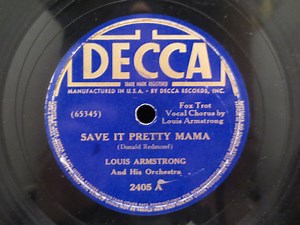 DECCA
TRADE MARK REGISTERED
MANUFACTURED IN U.S.A. - BY DECCA RECORDS, INC.
(65345)
Fox Trot
Vocal Chorus by
Louis Armstrong
SAVE IT PRETTY MAMA
(Donald Redmond)
LOUIS ARMSTRONG
And His Orchestra
2405 A